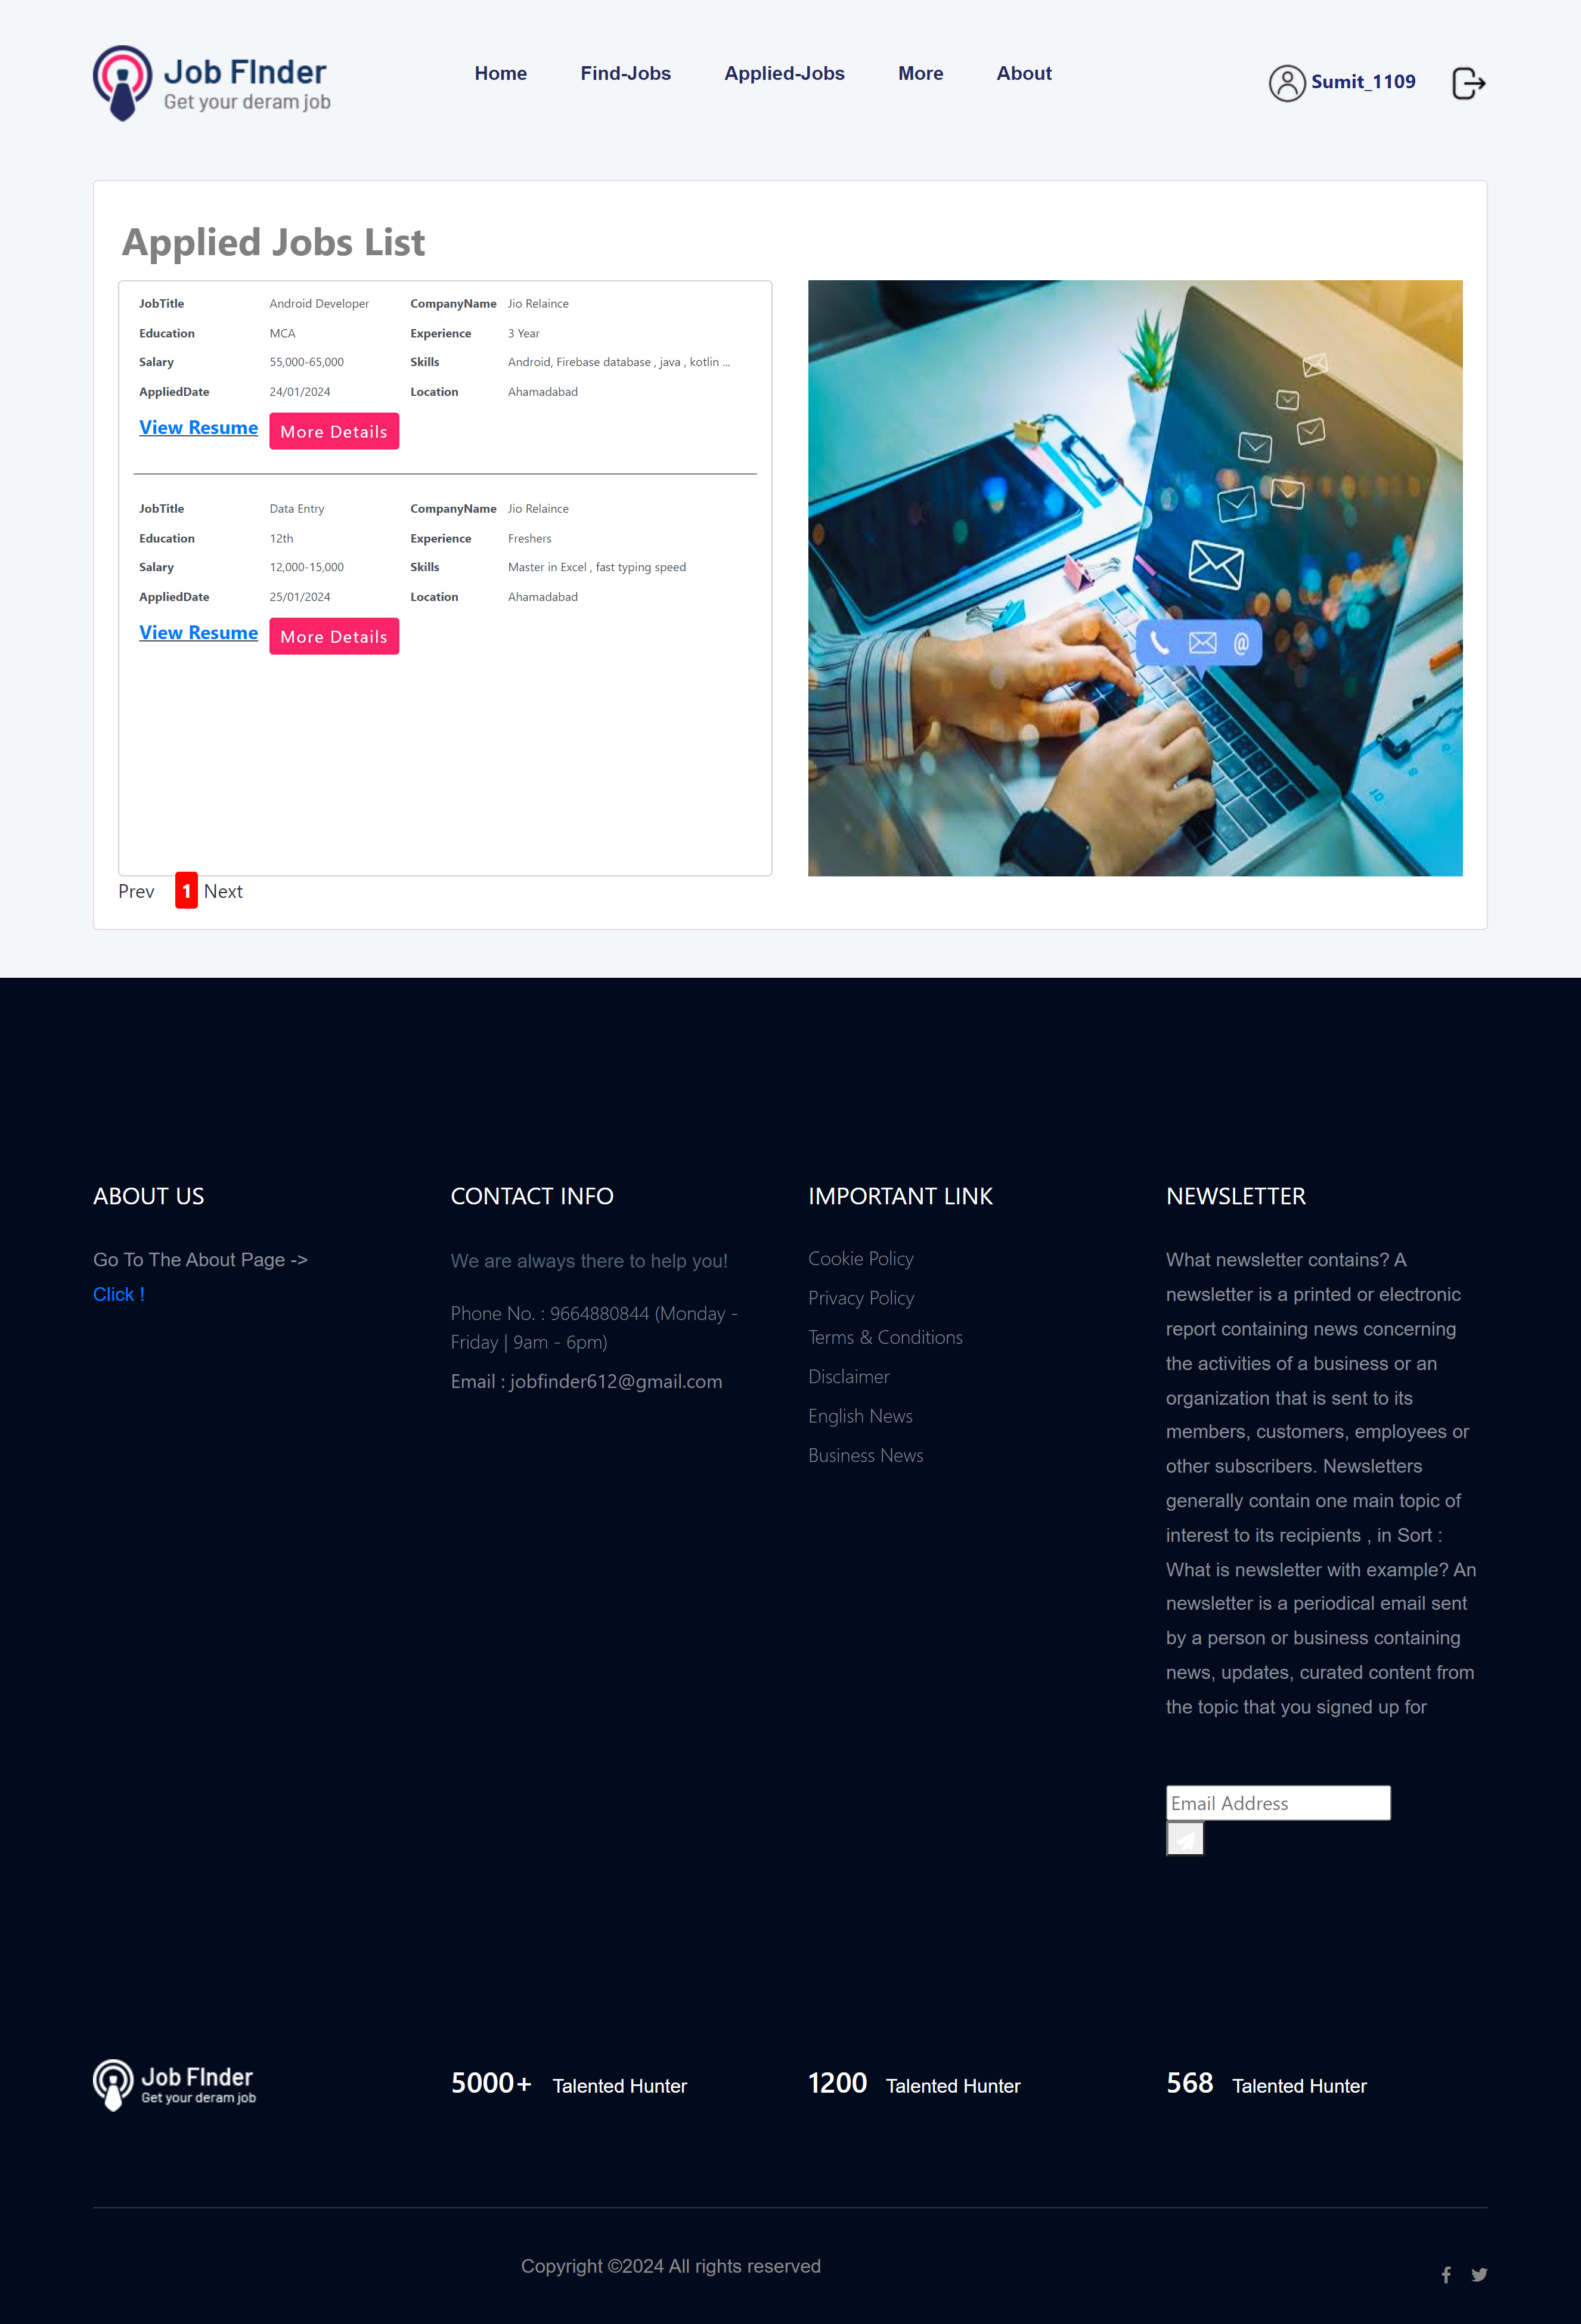 Job FInder
Get your deram job
Home Find-Jobs Applied-Jobs More About
Sumit_1109
Applied Jobs List
JobTitle Android Developer CompanyName Jio Relaince
Education MCA Experience 3 Year
Salary 55,000-65,000 Skills Android, Firebase database , java , kotlin ...
AppliedDate 24/01/2024 Location Ahamadabad
View Resume More Details
JobTitle Data Entry CompanyName Jio Relaince
Education 12th Experience Freshers
Salary 12,000-15,000 Skills Master in Excel , fast typing speed
AppliedDate 25/01/2024 Location Ahamadabad
View Resume More Details
@
Prev 1 Next
ABOUT US
Go To The About Page ->
Click !
CONTACT INFO
We are always there to help you!
Phone No. : 9664880844 (Monday -
Friday | 9am - 6pm)
Email : jobfinder612@gmail.com
IMPORTANT LINK
Cookie Policy
Privacy Policy
Terms & Conditions
Disclaimer
English News
Business News
NEWSLETTER
What newsletter contains? A
newsletter is a printed or electronic
report containing news concerning
the activities of a business or an
organization that is sent to its
members, customers, employees or
other subscribers. Newsletters
generally contain one main topic of
interest to its recipients , in Sort :
What is newsletter with example? An
newsletter is a periodical email sent
by a person or business containing
news, updates, curated content from
the topic that you signed up for
Email Address
Job FInder
Get your deram job
5000+ Talented Hunter
1200 Talented Hunter
568 Talented Hunter
Copyright ©2024 All rights reserved